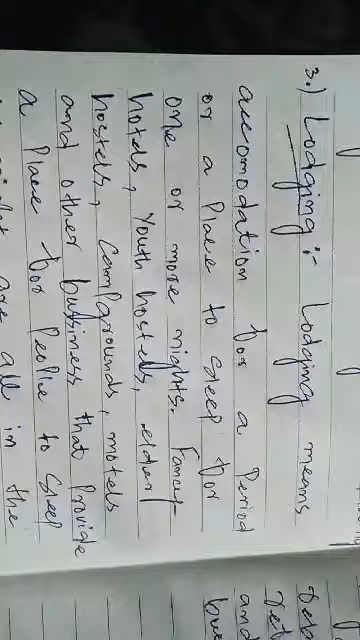 3.) Lodging:- Lodging means
accomodation for a Period
or a Place to sleep for
one or more nights. Fancy
hotels, Youth hostels, elder
hostels, Campgrounds, motels
and other business that Provide
a Place for People to Sleep
are all in the